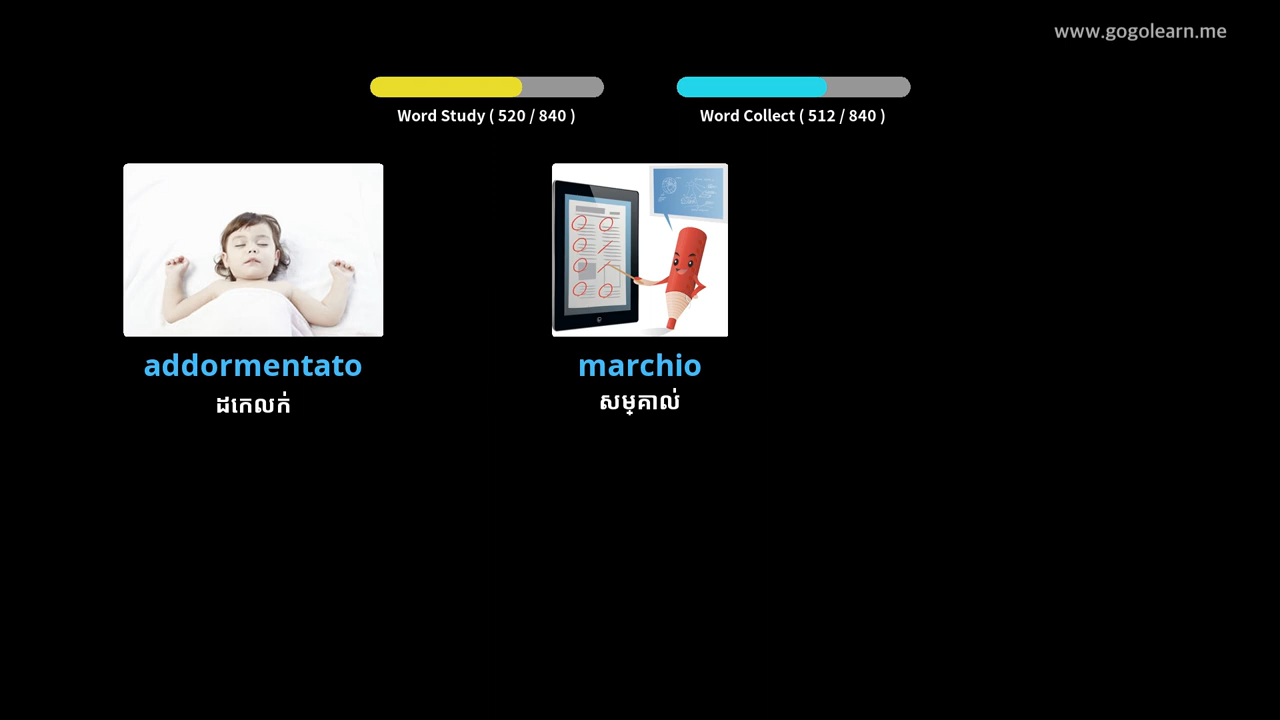 www.gogolearn.me
Word Study ( 520 / 840 )
Word Collect ( 512 / 840 )
addormentato
marchio
ដកេលក់
សម្គាល់